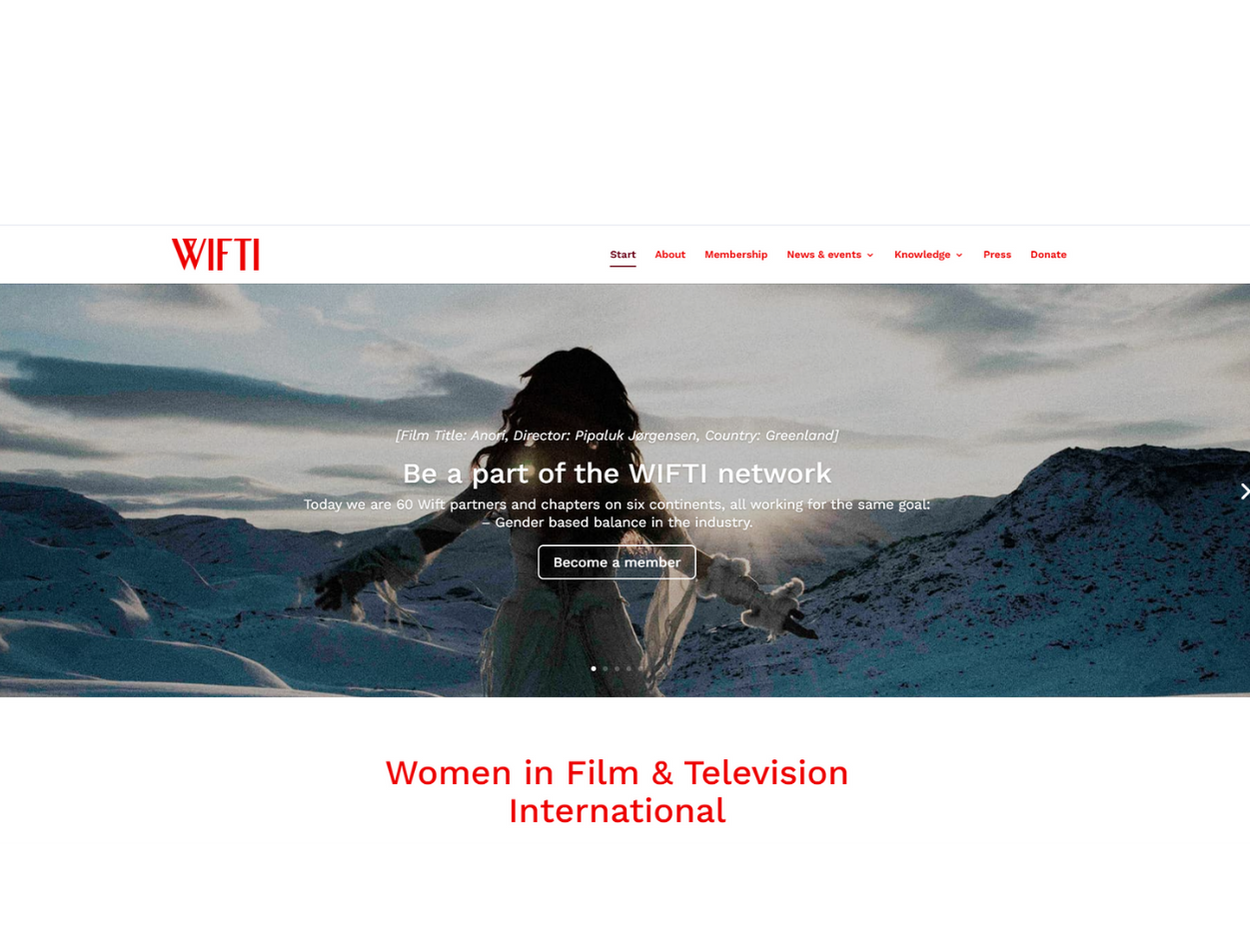 WIFTI
Start About Membership News & events Knowledge Press Donate
[Film Title: Anori, Director: Pipaluk Jørgensen, Country: Greenland]
Be a part of the WIFTI network
Today we are 60 Wift partners and chapters on six continents, all working for the same goal:
– Gender based balance in the industry.
Become a member
Women in Film & Television
International